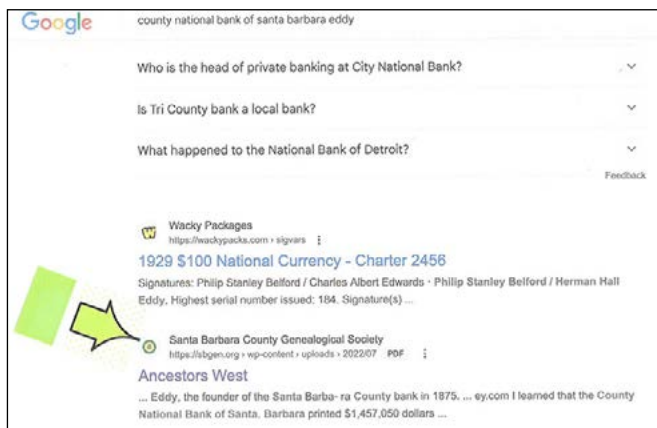 Google
county national bank of santa barbara eddy
Who is the head of private banking at City National Bank?
Is Tri County bank a local bank?
What happened to the National Bank of Detroit?
Feedback
W
Wacky Packages
https://wackypacks.com › sigvars
1929 $100 National Currency - Charter 2456
Signatures: Philip Stanley Belford / Charles Albert Edwards · Philip Stanley Belford / Herman Hall
Eddy. Highest serial number issued: 184. Signature(s) ...
Santa Barbara County Genealogical Society
https://sbgen.org › wp-content › uploads › 2022/07 PDF
Ancestors West
... Eddy, the founder of the Santa Barba- ra County bank in 1875. ... ey.com I learned that the County
National Bank of Santa. Barbara printed $1,457,050 dollars ...